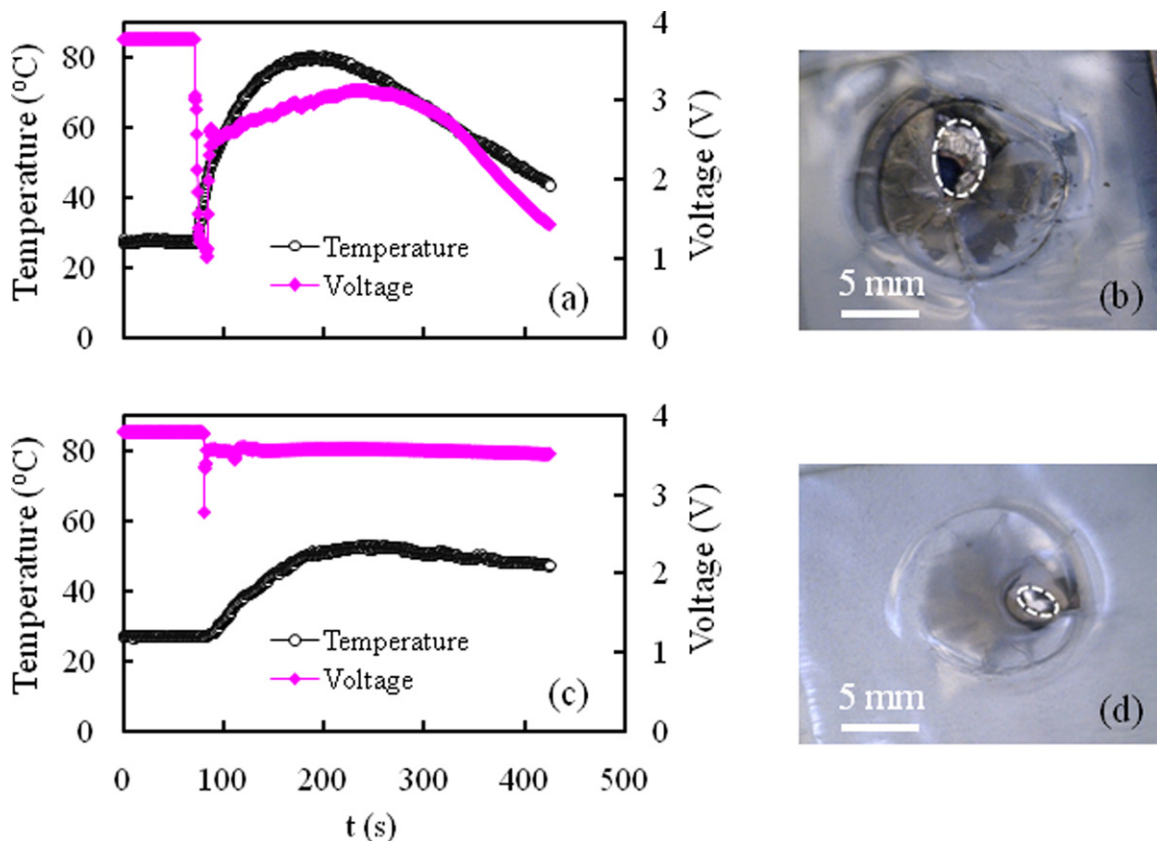 Temperature (°C)
80
60
40
20
0
4
3
2
1
0
Voltage (V)
Temperature
Voltage
(a)
5 mm
(b)
Temperature (°C)
80
60
40
20
0
4
3
2
1
0
Voltage (V)
Temperature
Voltage
(c)
0 100 200 300 400 500
t (s)
5 mm
(d)